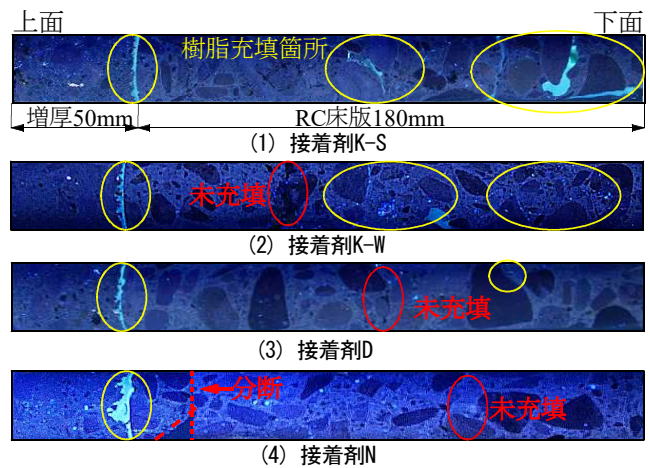 上面 下面
樹脂充填箇所
増厚50mm RC床版180mm
(1) 接着剤K-S
未充填
(2) 接着剤K-W
未充填
(3) 接着剤D
分断
未充填
(4) 接着剤N